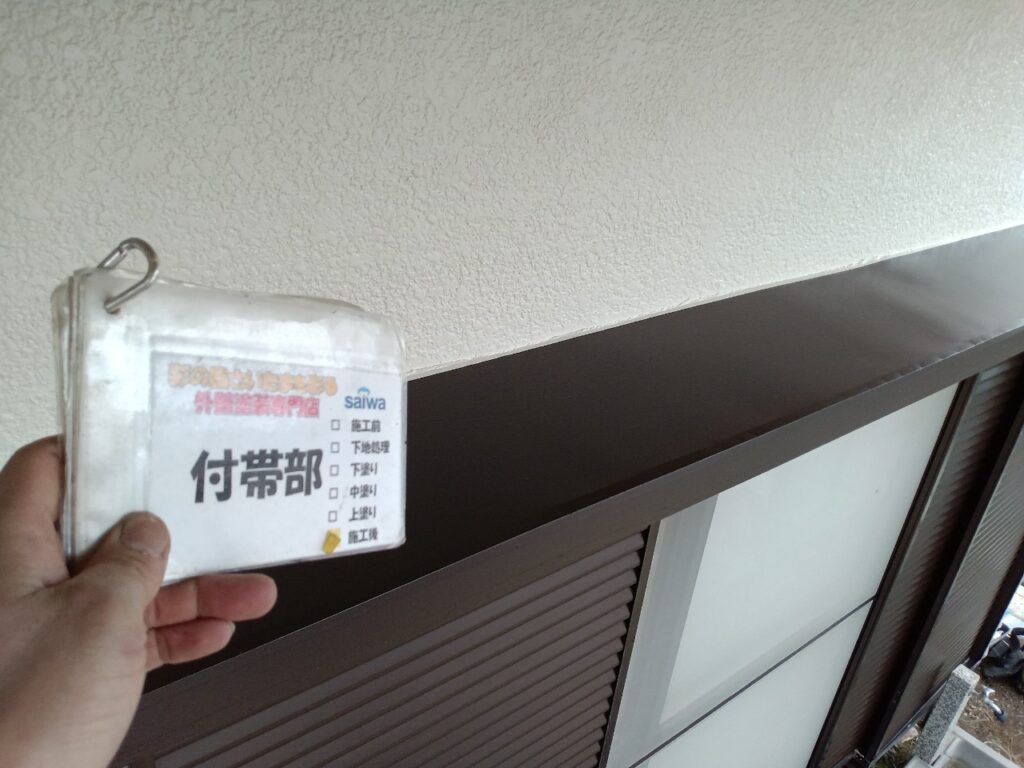 外壁塗装専門店
saiwa
付帯部
□ 施工前
□ 下地処理
□ 下塗り
□ 中塗り
□ 上塗り
施工後